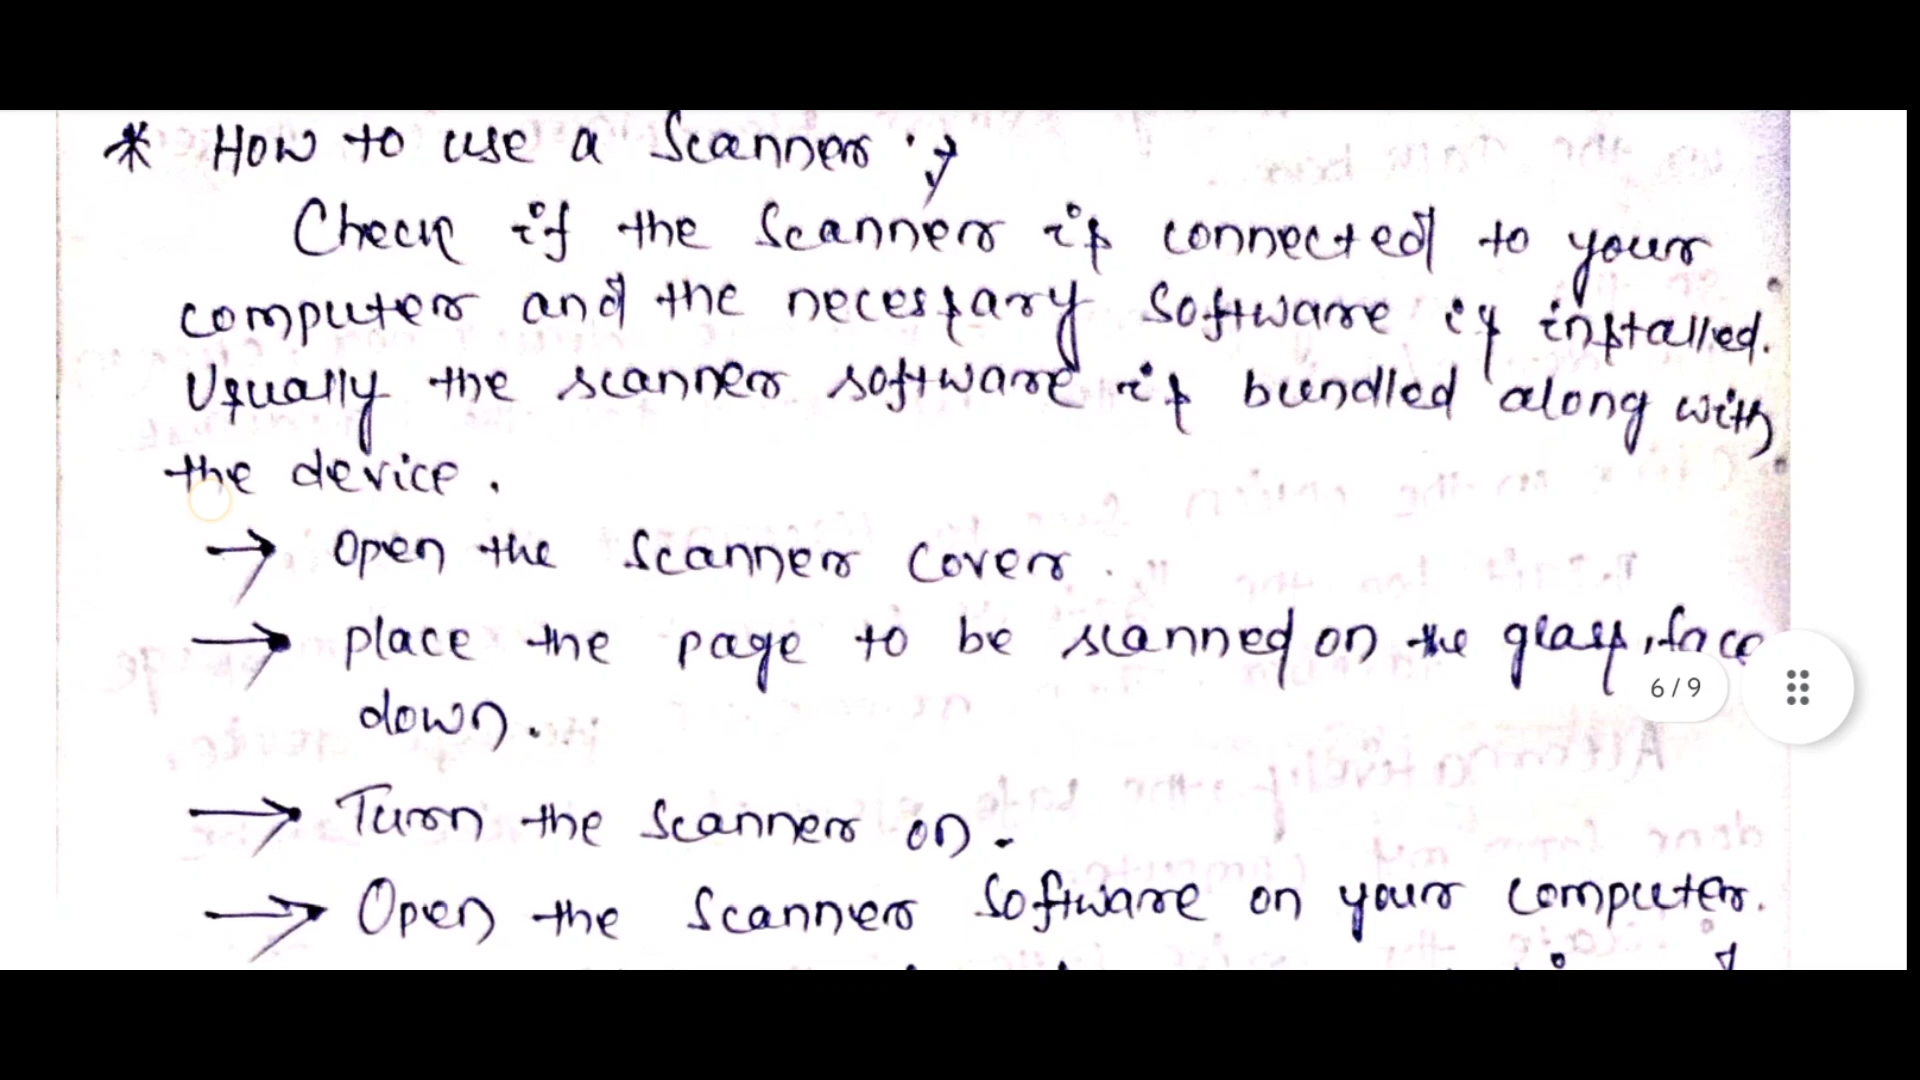 * How to use a Scanner :→
Check if the Scanner is connected to your
computer and the necessary Software is installed.
Usually the scanner software is bundled along with
the device.
→ Open the Scanner cover.
→ place the page to be scanned on the glass, face
6/9
down.
→ Turn the Scanner on.
→ Open the Scanner Software on your computer.